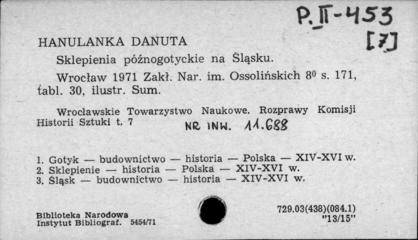 P. II-453
[7]
HANULANKA DANUTA
Sklepienia późnogotyckie na Śląsku.
Wrocław 1971 Zakł. Nar. im. Ossolińskich 8⁰ s. 171,
tabl. 30, ilustr. Sum.
Wrocławskie Towarzystwo Naukowe. Rozprawy Komisji
Historii Sztuki t. 7
NR INW. 11.688
1. Gotyk — budownictwo — historia — Polska — XIV-XVI w.
2. Sklepienie — historia — Polska — XIV-XVI w.
3. Śląsk — budownictwo — historia — XIV-XVI w.
Biblioteka Narodowa
Instytut Bibliograf. 5454/71
729.03(438)(084.1)
"13/15"